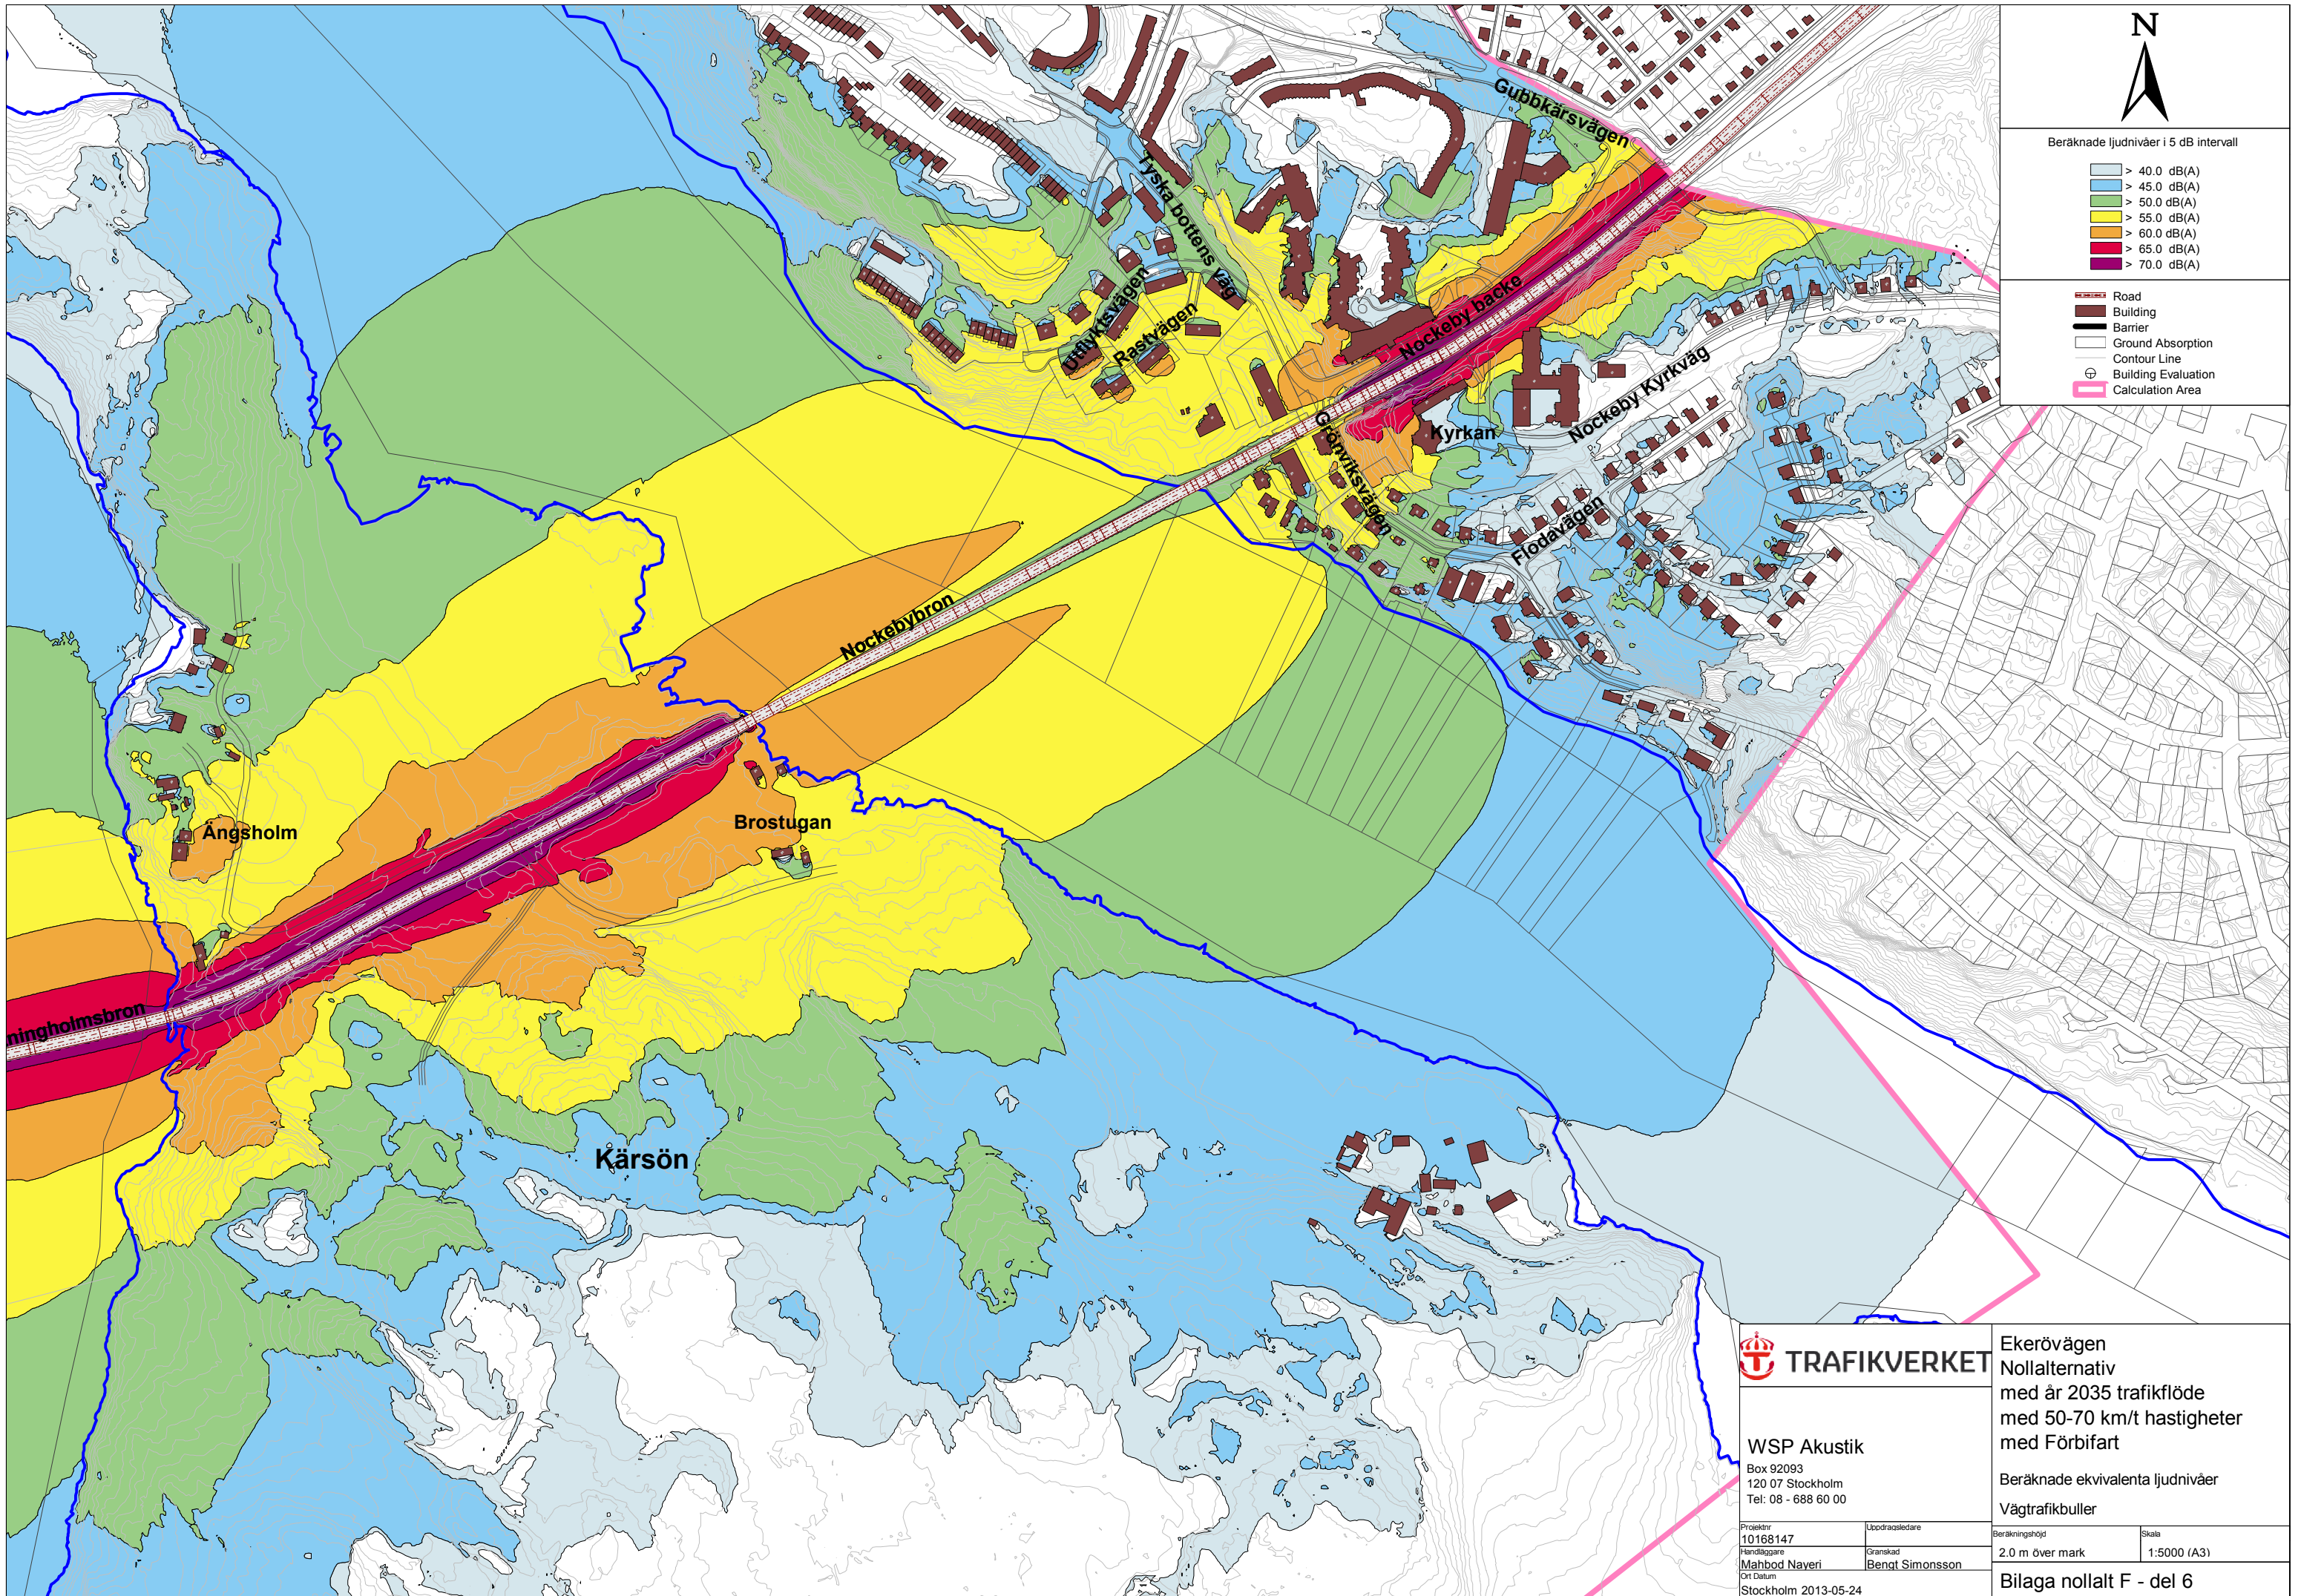 N
Beräknade ljudnivåer i 5 dB intervall
> 40.0 dB(A)
> 45.0 dB(A)
> 50.0 dB(A)
> 55.0 dB(A)
> 60.0 dB(A)
> 65.0 dB(A)
> 70.0 dB(A)
Road
Building
Barrier
Ground Absorption
Contour Line
Building Evaluation
Calculation Area
Gubbkärsvägen
Tyska bottens väg
Utflyktsvägen
Rastvägen
Nockeby backe
Nockeby Kyrkväg
Kyrkan
Grönviksvägen
Flodavägen
Nockebybron
Brostugan
Ängsholm
ningholmsbron
Kärsön
TRAFIKVERKET
WSP Akustik
Box 92093
120 07 Stockholm
Tel: 08 - 688 60 00
Projektnr
10168147
Uppdragsledare
Handläggare
Mahbod Nayeri
Granskad
Bengt Simonsson
Ort Datum
Stockholm 2013-05-24
Ekerövägen
Nollalternativ
med år 2035 trafikflöde
med 50-70 km/t hastigheter
med Förbifart
Beräknade ekvivalenta ljudnivåer
Vägtrafikbuller
Beräkningshöjd
2.0 m över mark
Skala
1:5000 (A3)
Bilaga nollalt F - del 6